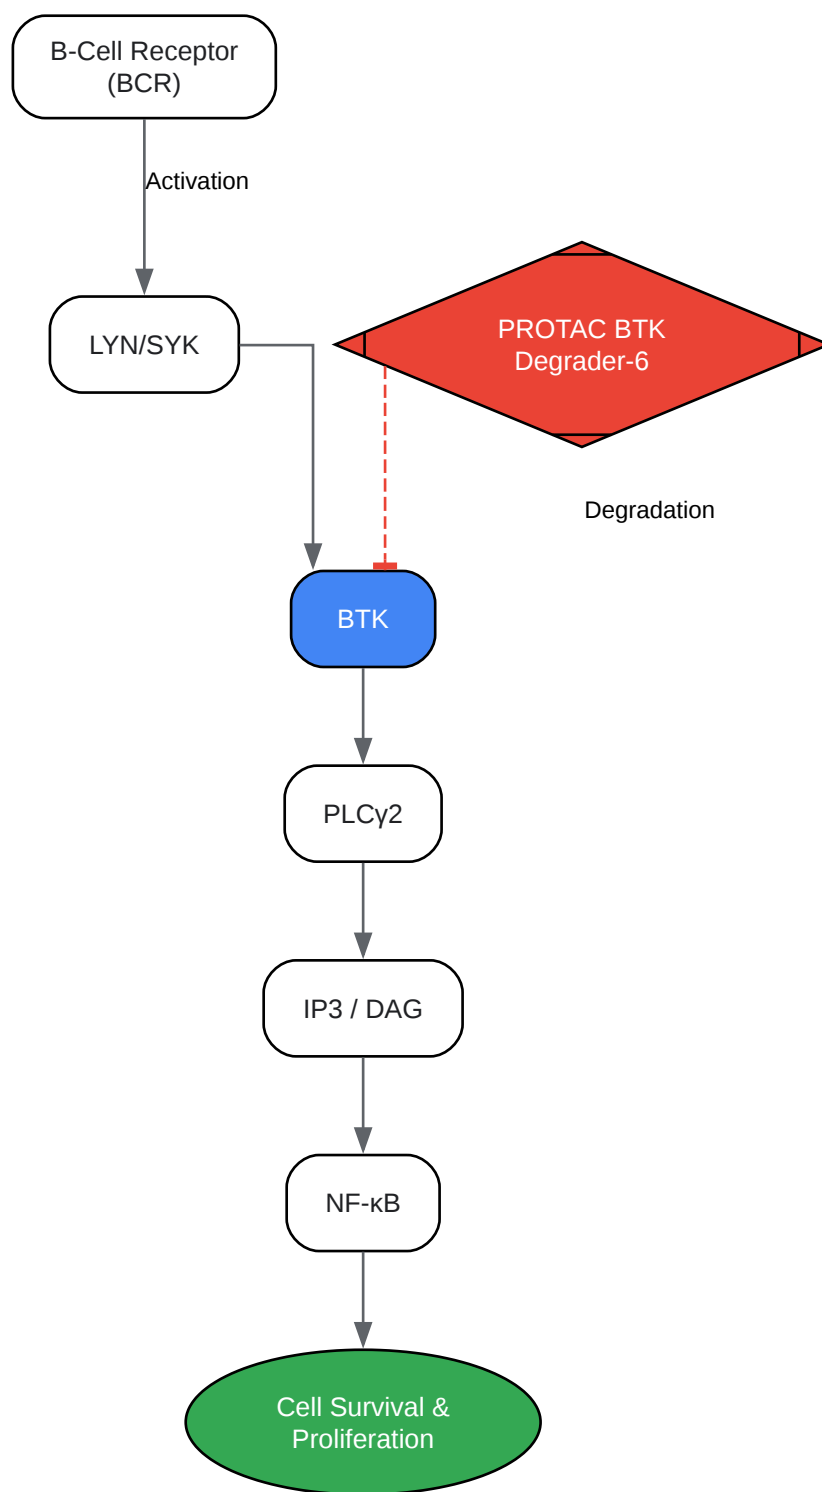 B-Cell Receptor
(BCR)
Activation
LYN/SYK
PROTAC BTK
Degrader-6
Degradation
BTK
PLCγ2
IP3 / DAG
NF-κB
Cell Survival &
Proliferation